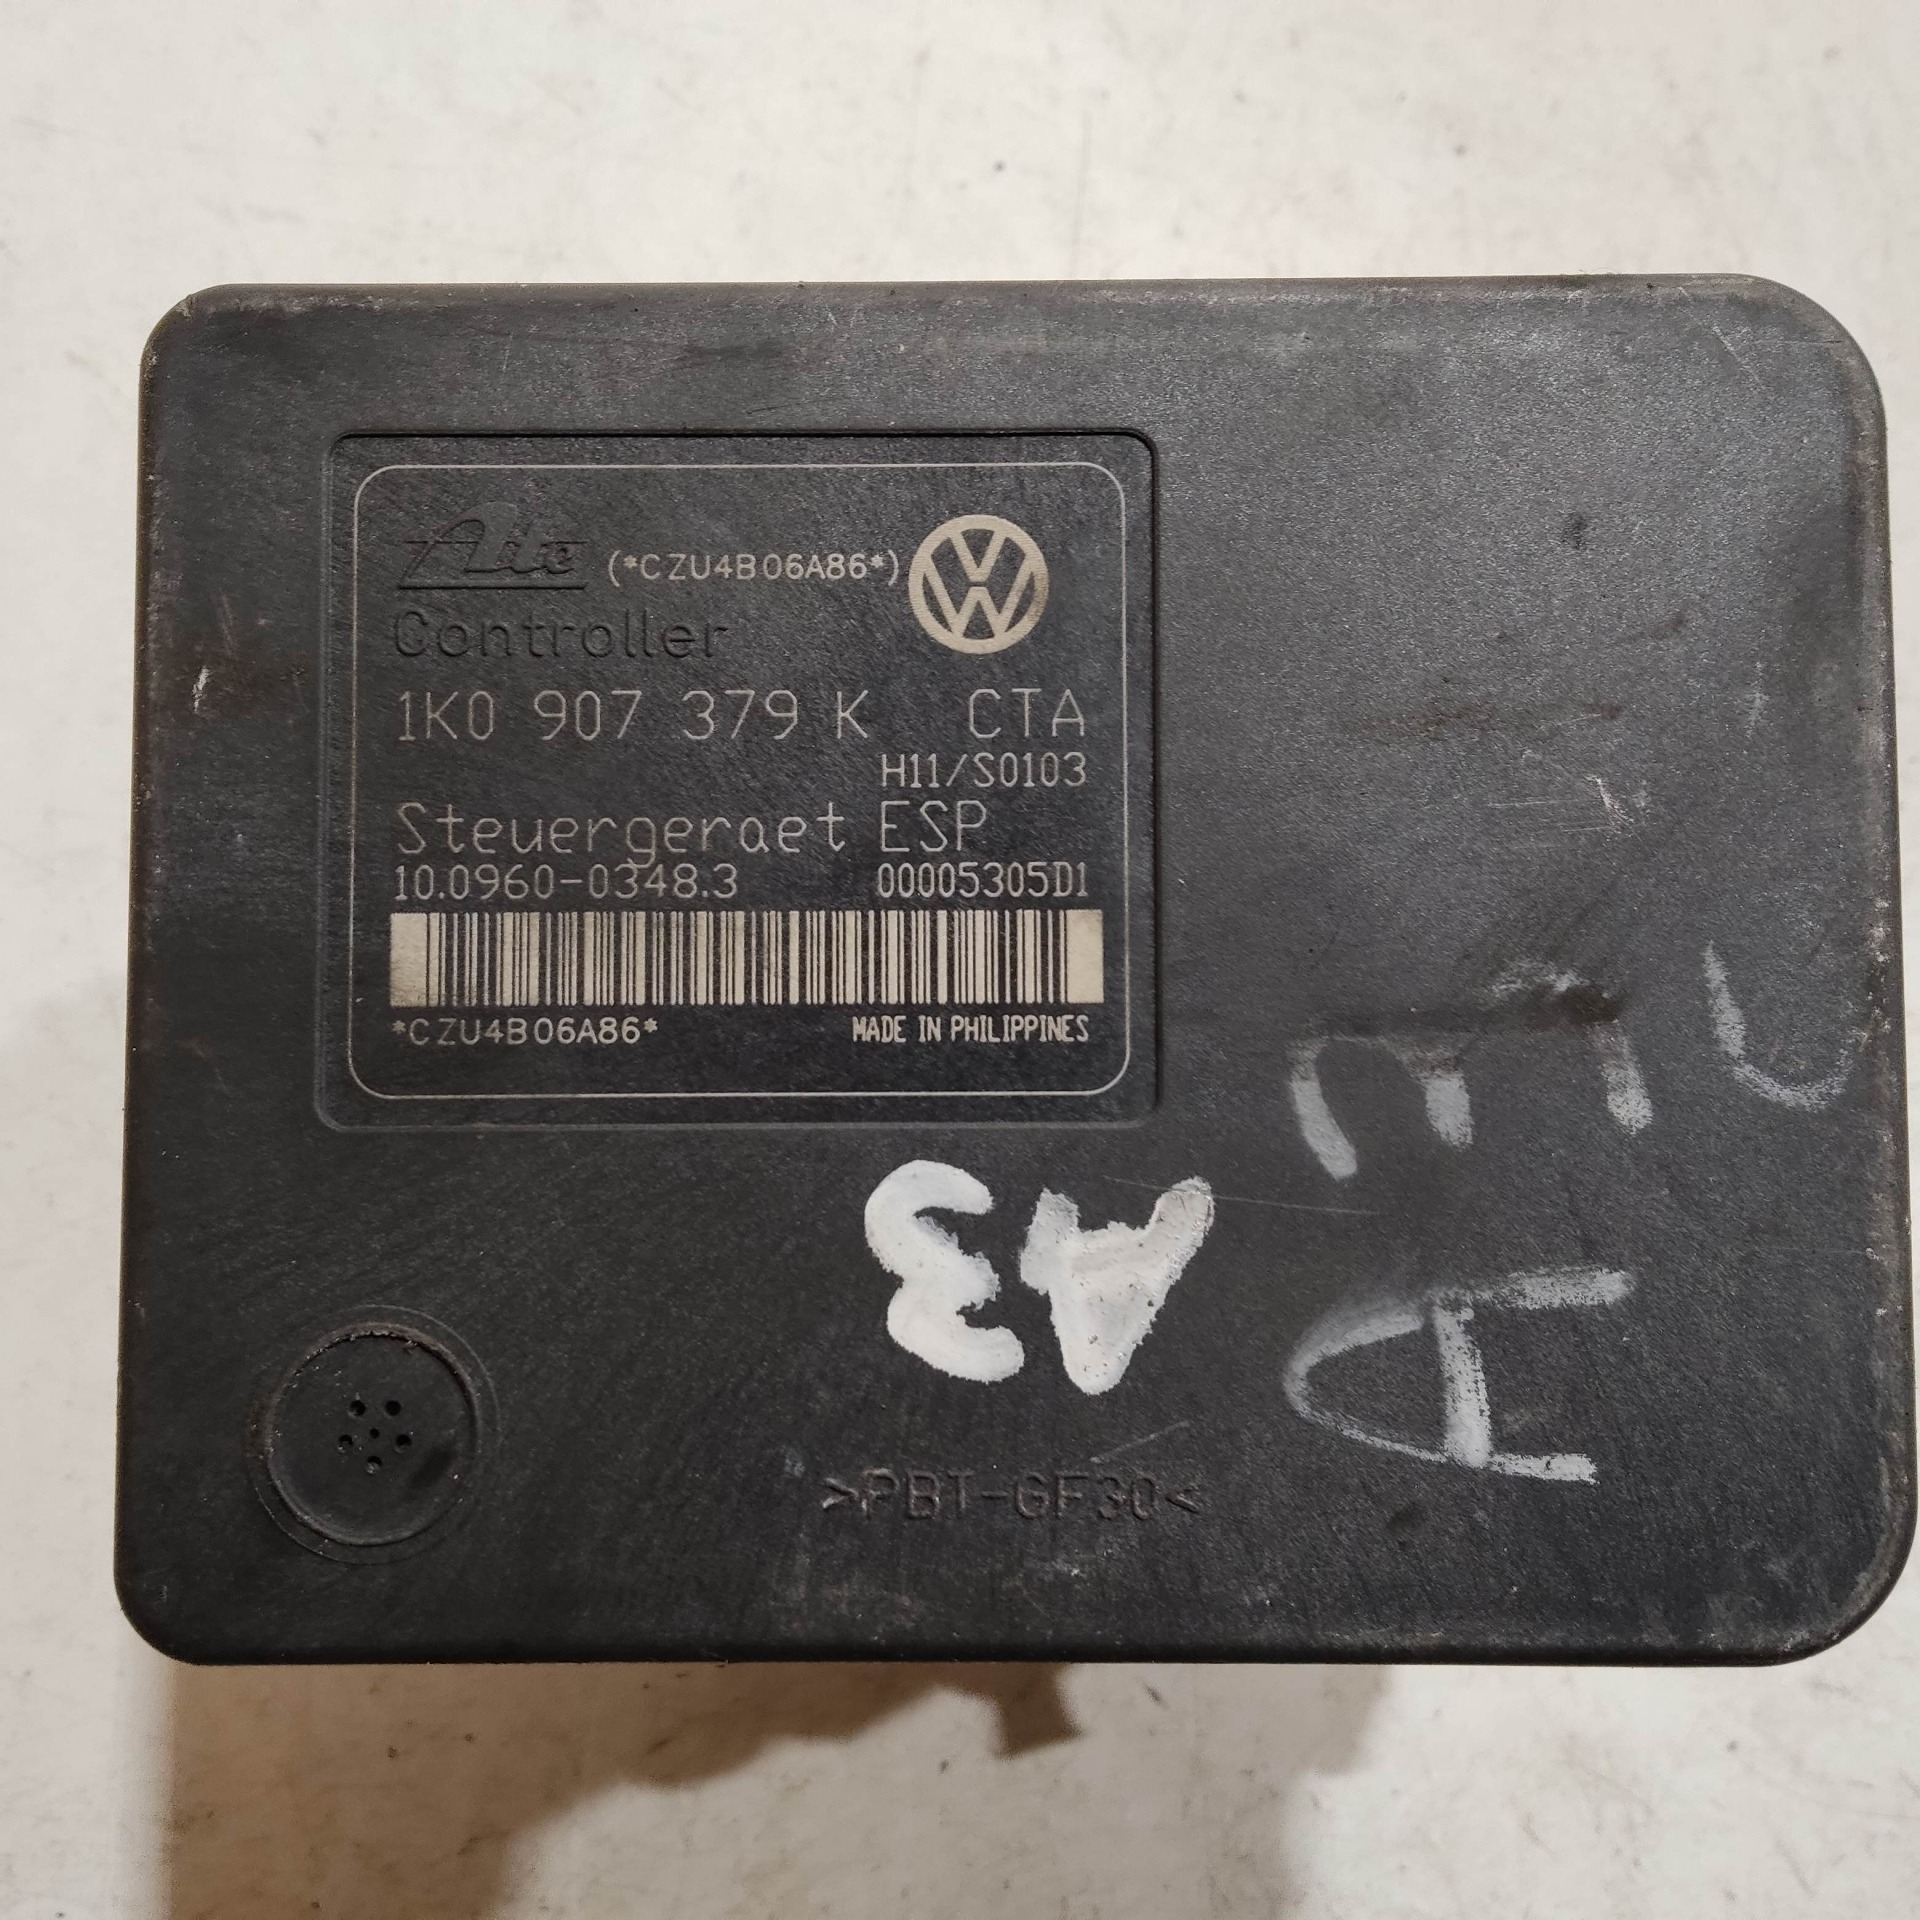 Ate (*CZU4B06A86*)
Controller
1K0 907 379 K CTA
H11/S0103
Steuergeraet ESP
10.0960-0348.3 00005305D1
*CZU4B06A86* MADE IN PHILIPPINES
A3
>PBT-GF30<